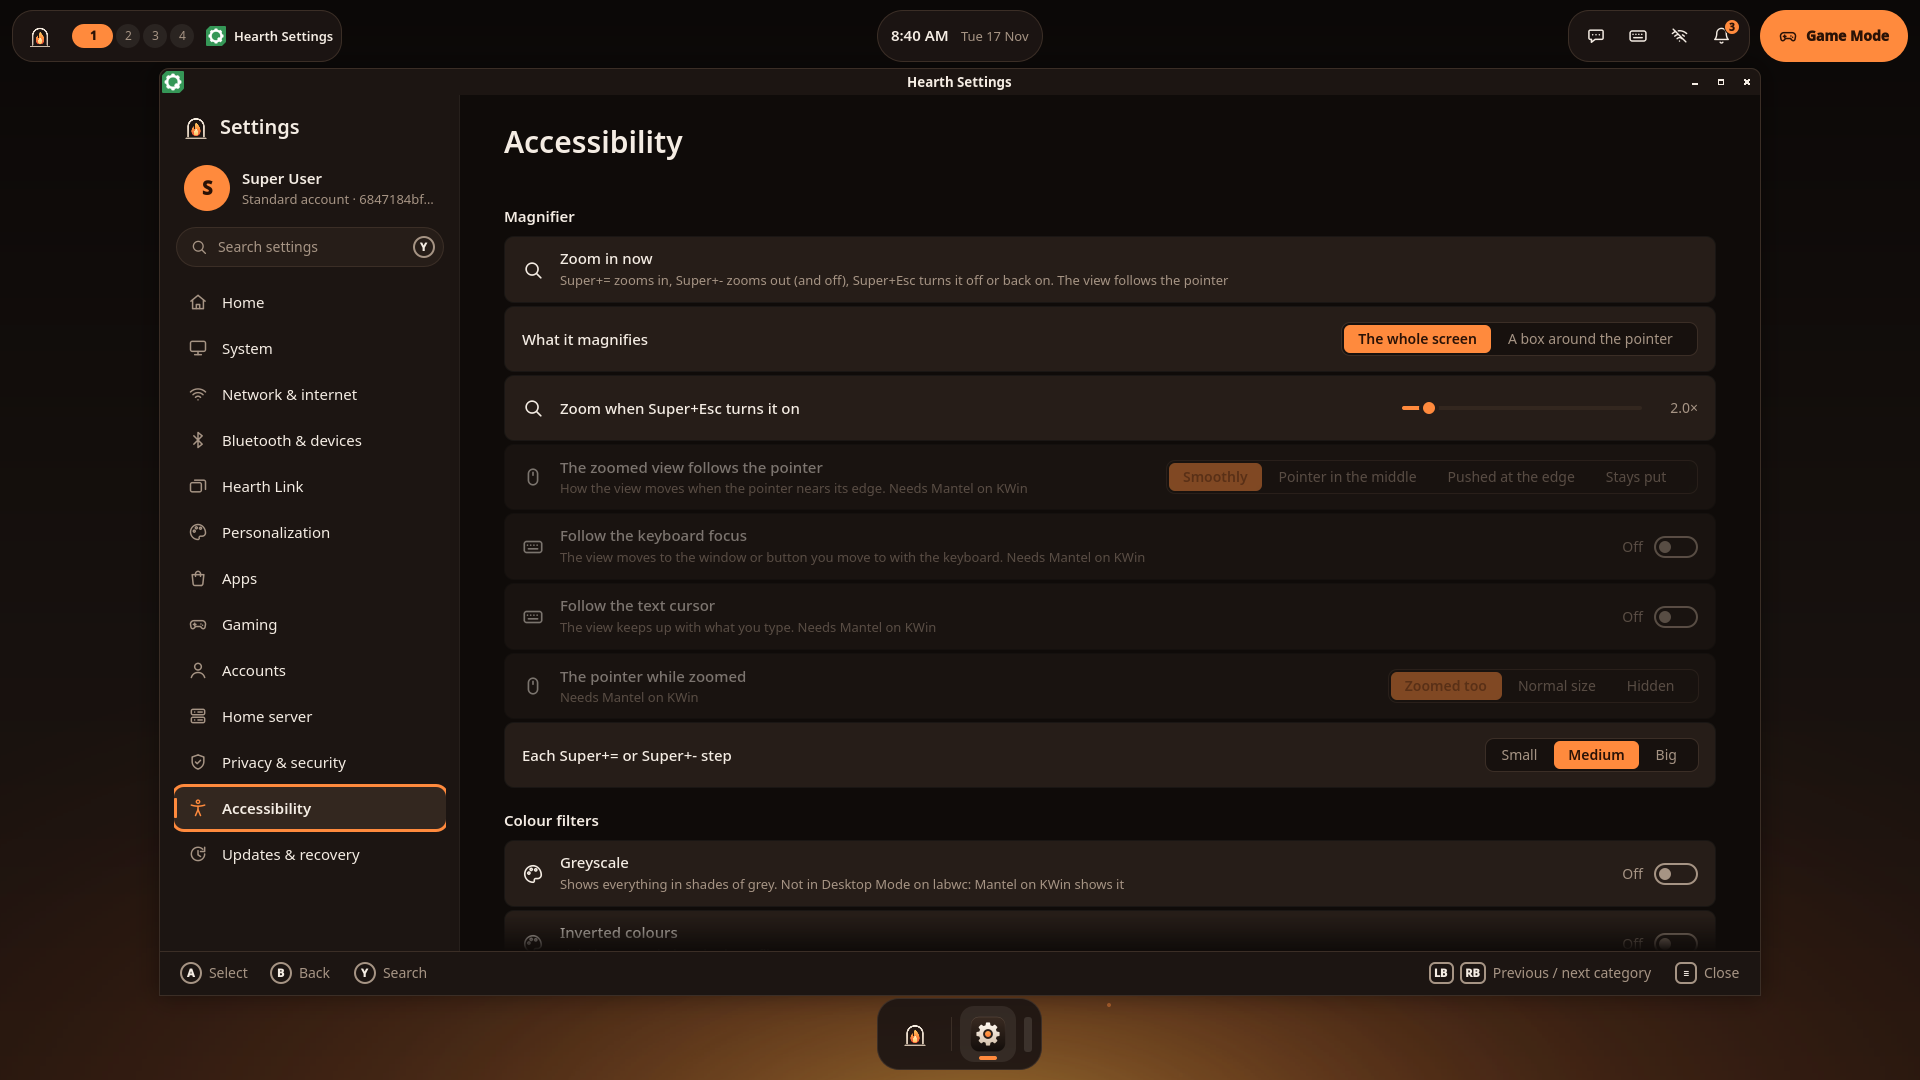 1 2 3 4 Hearth Settings
8:40 AM Tue 17 Nov
3
Game Mode
Hearth Settings
Settings
S
Super User
Standard account · 6847184bf...
Search settings Y
Home
System
Network & internet
Bluetooth & devices
Hearth Link
Personalization
Apps
Gaming
Accounts
Home server
Privacy & security
Accessibility
Updates & recovery
Accessibility
Magnifier
Zoom in now
Super+= zooms in, Super+- zooms out (and off), Super+Esc turns it off or back on. The view follows the pointer
What it magnifies The whole screen A box around the pointer
Zoom when Super+Esc turns it on 2.0×
The zoomed view follows the pointer
How the view moves when the pointer nears its edge. Needs Mantel on KWin
Smoothly Pointer in the middle Pushed at the edge Stays put
Follow the keyboard focus
The view moves to the window or button you move to with the keyboard. Needs Mantel on KWin
Off
Follow the text cursor
The view keeps up with what you type. Needs Mantel on KWin
Off
The pointer while zoomed
Needs Mantel on KWin
Zoomed too Normal size Hidden
Each Super+= or Super+- step Small Medium Big
Colour filters
Greyscale
Shows everything in shades of grey. Not in Desktop Mode on labwc: Mantel on KWin shows it
Off
Inverted colours
Off
A Select B Back Y Search
LB RB Previous / next category Close